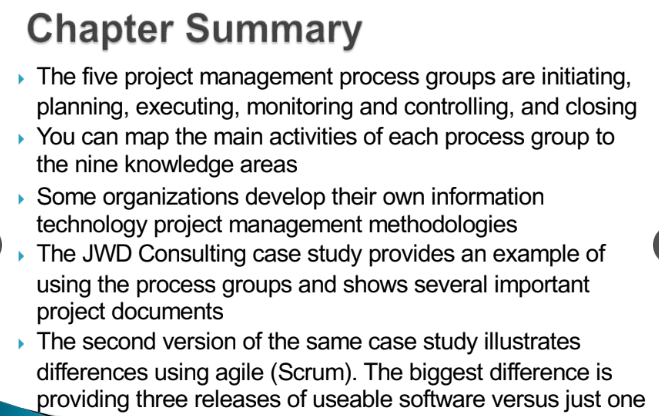 Chapter Summary
The five project management process groups are initiating,
planning, executing, monitoring and controlling, and closing
You can map the main activities of each process group to
the nine knowledge areas
Some organizations develop their own information
technology project management methodologies
The JWD Consulting case study provides an example of
using the process groups and shows several important
project documents
The second version of the same case study illustrates
differences using agile (Scrum). The biggest difference is
providing three releases of useable software versus just one